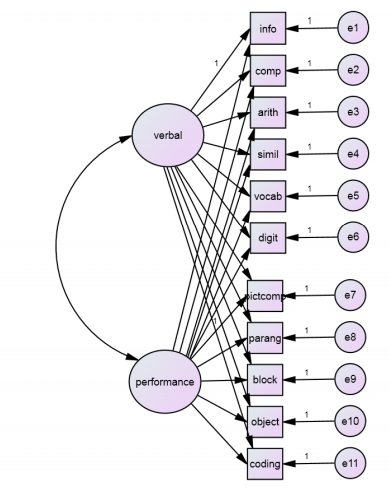 info
1
e1
comp
1
e2
1
arith
1
e3
verbal
simil
1
e4
vocab
1
e5
digit
1
e6
pictcomp
1
e7
1
parang
1
e8
performance
block
1
e9
object
1
e10
coding
1
e11